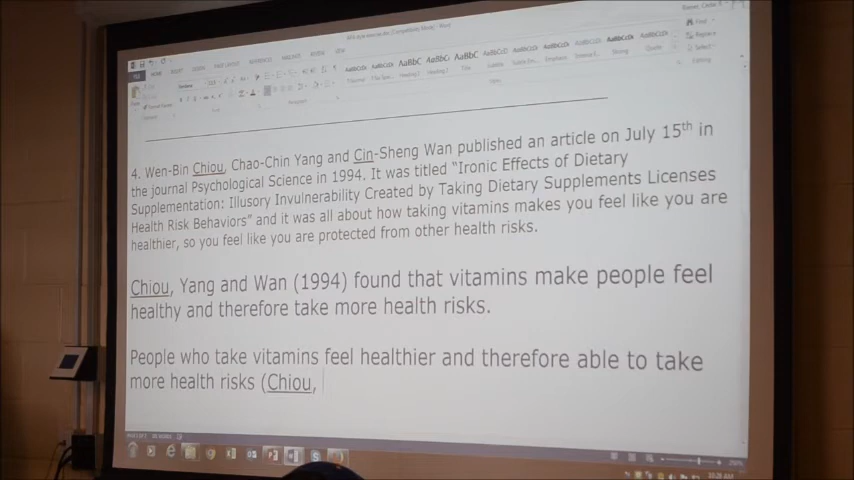 4. Wen-Bin Chiou, Chao-Chin Yang and Cin-Sheng Wan published an article on July 15th in
the journal Psychological Science in 1994. It was titled “Ironic Effects of Dietary
Supplementation: Illusory Invulnerability Created by Taking Dietary Supplements Licenses
Health Risk Behaviors” and it was all about how taking vitamins makes you feel like you are
healthier, so you feel like you are protected from other health risks.
Chiou, Yang and Wan (1994) found that vitamins make people feel
healthy and therefore take more health risks.
People who take vitamins feel healthier and therefore able to take
more health risks (Chiou,